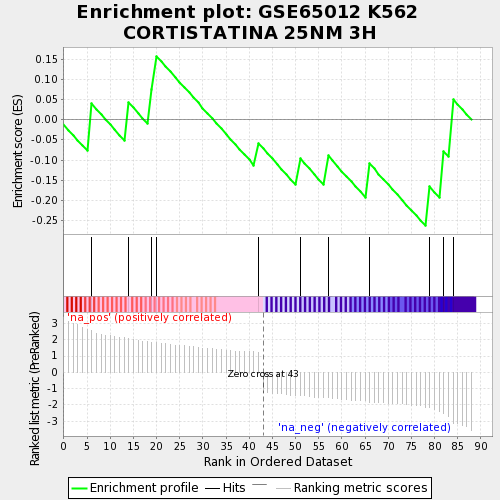 Enrichment plot: GSE65012 K562
CORTISTATINA 25NM 3H
Enrichment score (ES)
0.15
0.10
0.05
0.00
-0.05
-0.10
-0.15
-0.20
-0.25
'na_pos' (positively correlated)
Ranked list metric (PreRanked)
3
2
1
0
-1
-2
-3
Zero cross at 43
'na_neg' (negatively correlated)
0 5 10 15 20 25 30 35 40 45 50 55 60 65 70 75 80 85 90
Rank in Ordered Dataset
Enrichment profile Hits Ranking metric scores